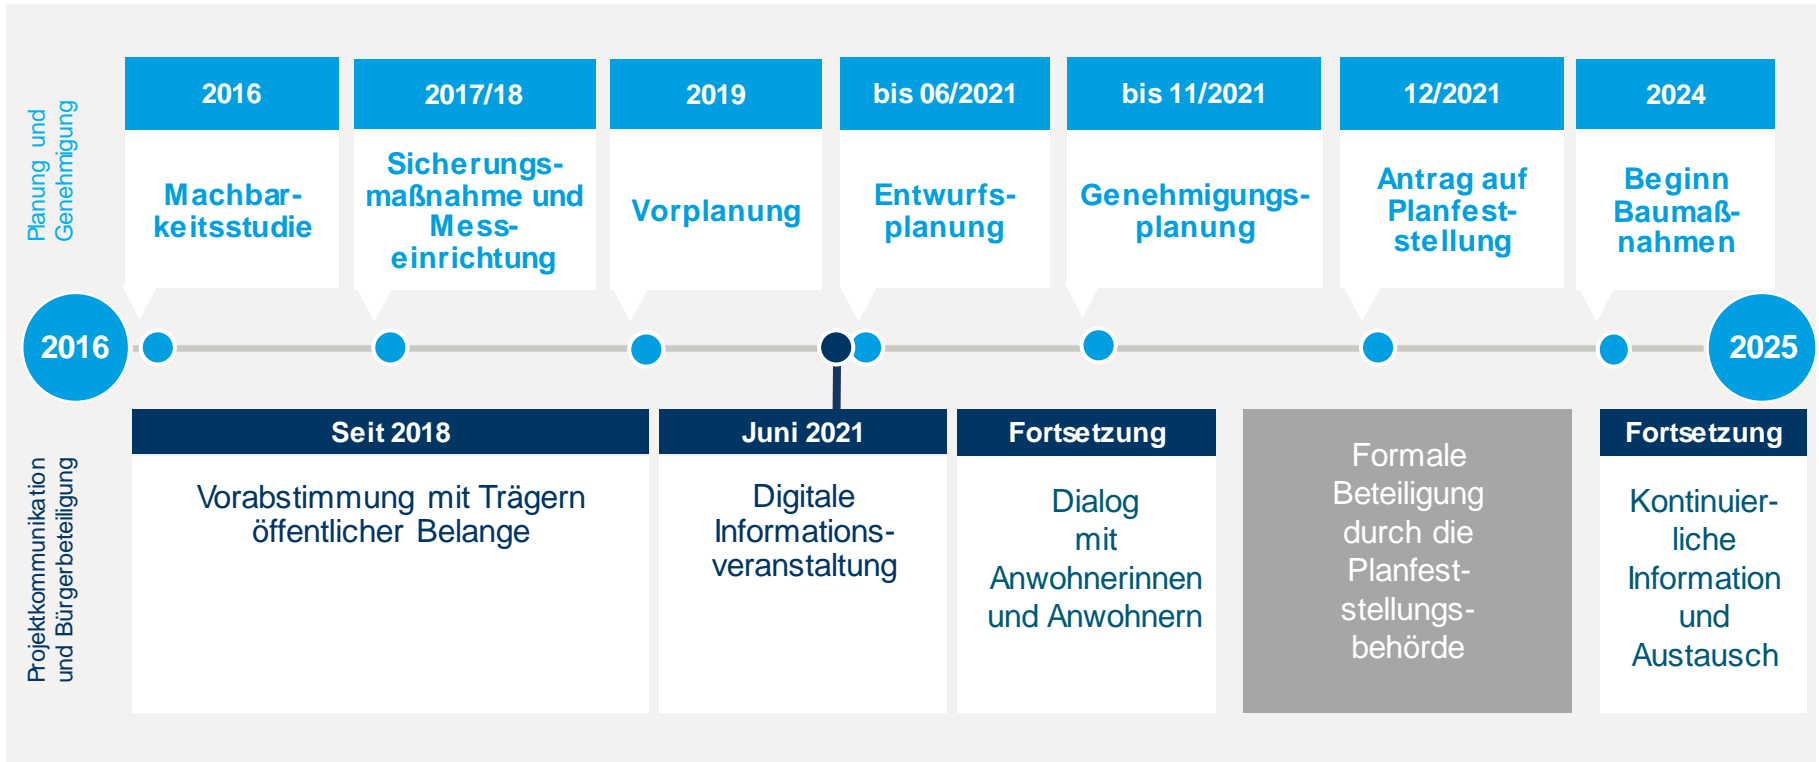 Planung und
Genehmigung
2016
Machbar-
keitsstudie
2017/18
Sicherungs-
maßnahme und
Mess-
einrichtung
2019
Vorplanung
bis 06/2021
Entwurfs-
planung
bis 11/2021
Genehmigungs-
planung
12/2021
Antrag auf
Planfest-
stellung
2024
Beginn
Baumaß-
nahmen
2016
2025
Projektkommunikation
und Bürgerbeteiligung
Seit 2018
Vorabstimmung mit Trägern
öffentlicher Belange
Juni 2021
Digitale
Informations-
veranstaltung
Fortsetzung
Dialog
mit
Anwohnerinnen
und Anwohnern
Formale
Beteiligung
durch die
Planfest-
stellungs-
behörde
Fortsetzung
Kontinuier-
liche
Information
und
Austausch